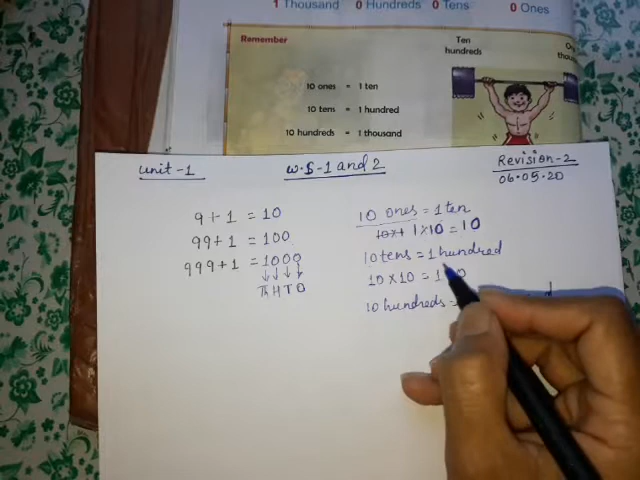 1 Thousand 0 Hundreds 0 Tens 0 Ones
Remember
Ten
hundreds
10 ones = 1 ten
10 tens = 1 hundred
10 hundreds = 1 thousand
Unit-1
W.S-1 and 2
Revision-2
06.05.20
9+1 = 10
99+1 = 100
999+1 = 1000
Th H T O
10 ones = 1 ten
1×10 = 10
10 tens = 1 hundred
10 × 10 =
10 hundreds =